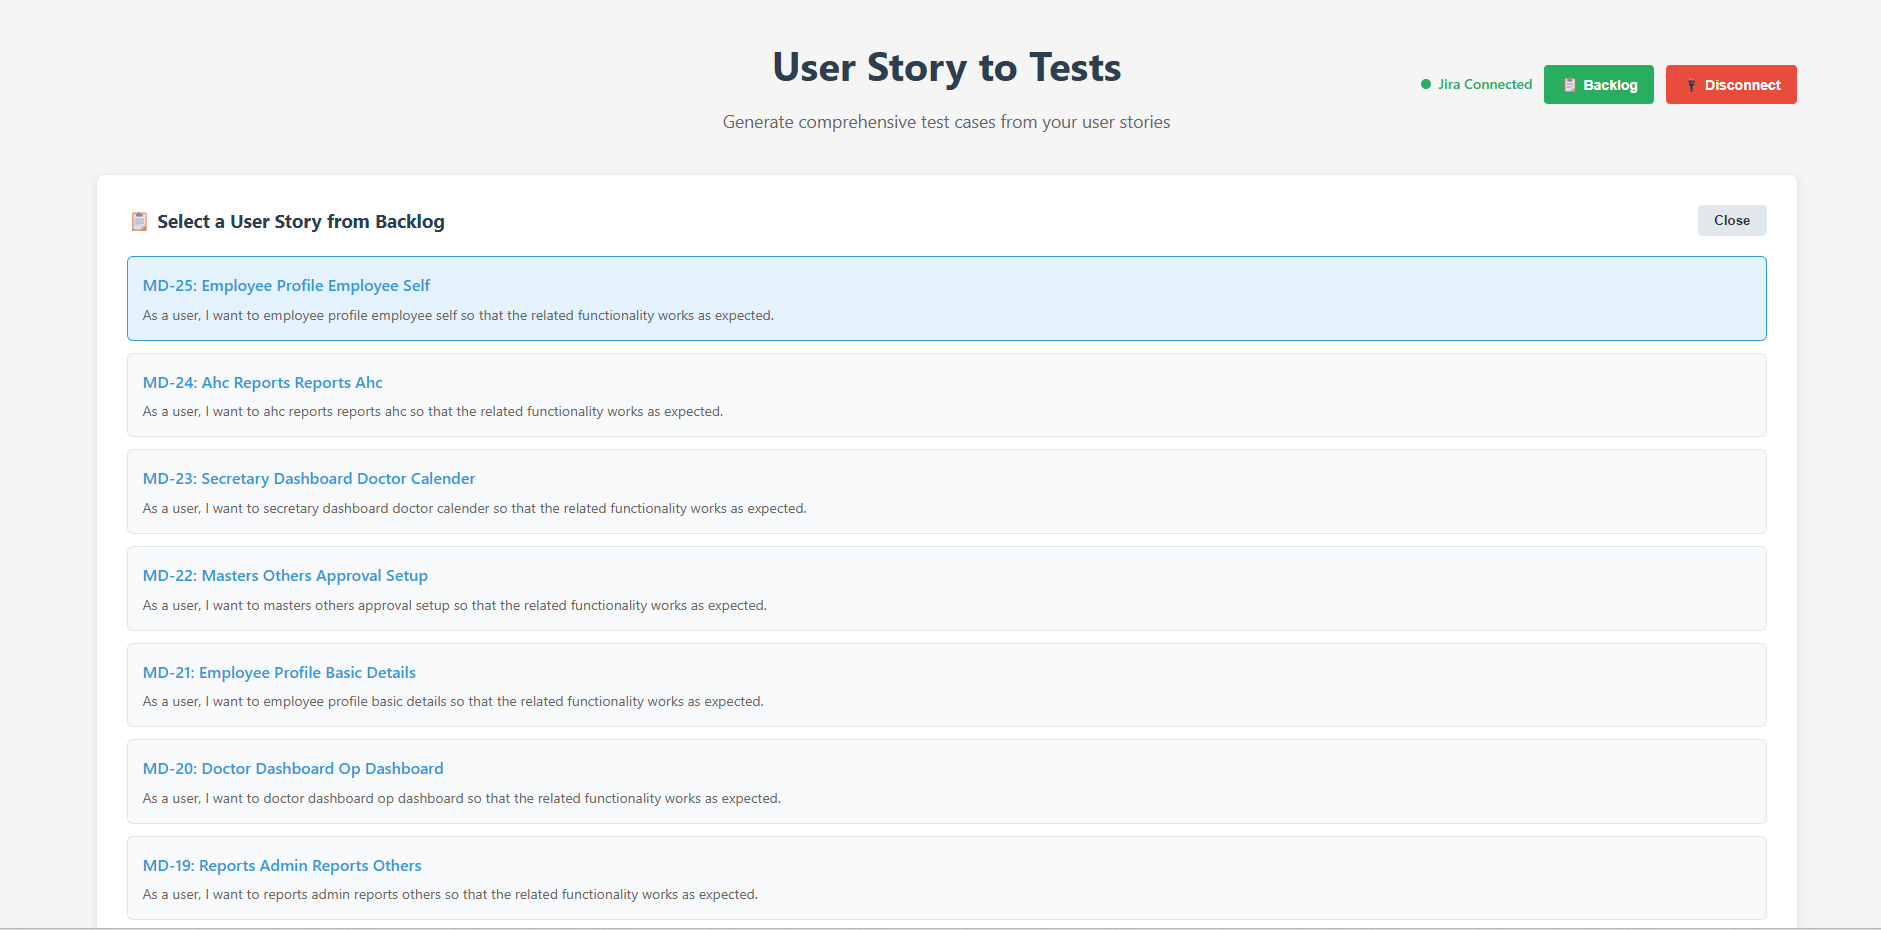 User Story to Tests
Generate comprehensive test cases from your user stories
Jira Connected
Backlog
Disconnect
Select a User Story from Backlog
Close
MD-25: Employee Profile Employee Self
As a user, I want to employee profile employee self so that the related functionality works as expected.
MD-24: Ahc Reports Reports Ahc
As a user, I want to ahc reports reports ahc so that the related functionality works as expected.
MD-23: Secretary Dashboard Doctor Calender
As a user, I want to secretary dashboard doctor calender so that the related functionality works as expected.
MD-22: Masters Others Approval Setup
As a user, I want to masters others approval setup so that the related functionality works as expected.
MD-21: Employee Profile Basic Details
As a user, I want to employee profile basic details so that the related functionality works as expected.
MD-20: Doctor Dashboard Op Dashboard
As a user, I want to doctor dashboard op dashboard so that the related functionality works as expected.
MD-19: Reports Admin Reports Others
As a user, I want to reports admin reports others so that the related functionality works as expected.